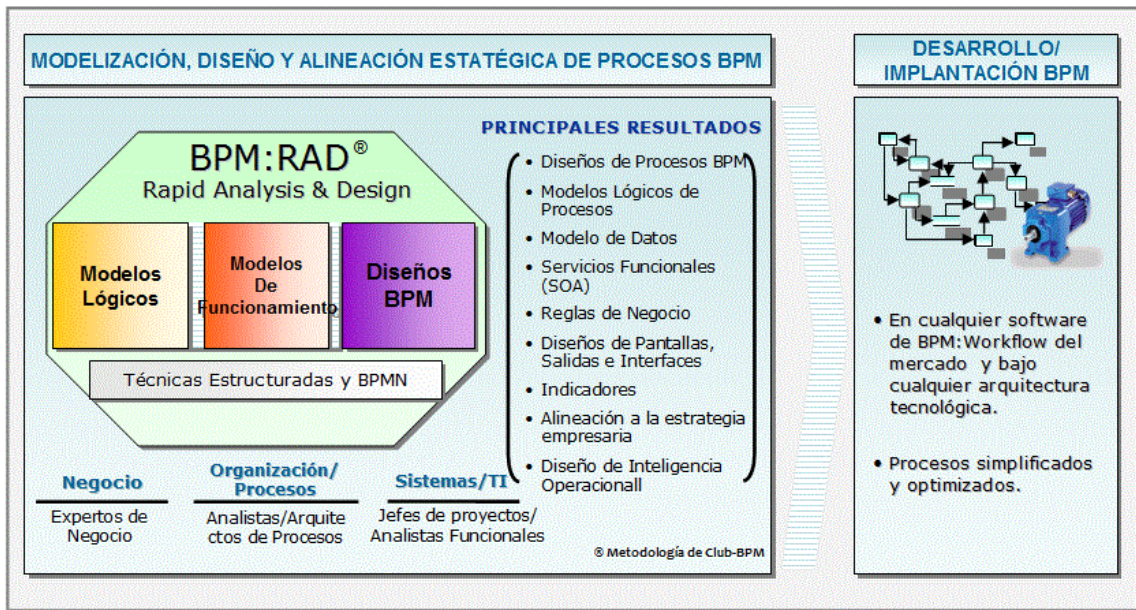 MODELIZACIÓN, DISEÑO Y ALINEACIÓN ESTATÉGICA DE PROCESOS BPM
BPM:RAD®
Rapid Analysis & Design
Modelos
Lógicos
Modelos
De
Funcionamiento
Diseños
BPM
Técnicas Estructuradas y BPMN
Negocio
Expertos de
Negocio
Organización/
Procesos
Analistas/Arquite
ctos de Procesos
Sistemas/TI
Jefes de proyectos/
Analistas Funcionales
PRINCIPALES RESULTADOS
• Diseños de Procesos BPM
• Modelos Lógicos de
Procesos
• Modelo de Datos
• Servicios Funcionales
(SOA)
• Reglas de Negocio
• Diseños de Pantallas,
Salidas e Interfaces
• Indicadores
• Alineación a la estrategia
empresaria
• Diseño de Inteligencia
Operacionall
® Metodología de Club-BPM
DESARROLLO/
IMPLANTACIÓN BPM
• En cualquier software
de BPM:Workflow del
mercado y bajo
cualquier arquitectura
tecnológica.
• Procesos simplificados
y optimizados.